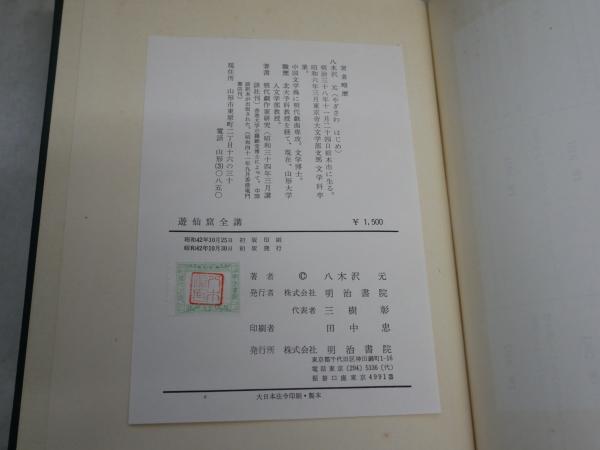 著者略歴
八木沢 元(やぎさわ はじめ)
明治三十八年十一月二十四日栃木市に生る。
昭和六年三月東京帝大文学部支那文学科卒
業。
中国文学殊に明代戯曲専攻。文学博士。
職歴 北大予科教授を経て、現在、山形大学
人文学部教授。
著書 明代劇作家研究(昭和三十四年三月講
談社刊)
現住所 山形市東原町二丁目十六の三十
電話 山形(3)〇八五〇
遊仙窟全講
¥ 1,500
昭和42年10月25日 初版印刷
昭和42年10月30日 初版発行
著者 © 八木沢 元
発行者 株式会社 明治書院
代表者 三樹 彰
印刷者 田中 忠
発行所 株式会社 明治書院
東京都千代田区神田錦町1-16
電話東京(294)5336(代)
振替口座東京4991番
大日本法令印刷・製本